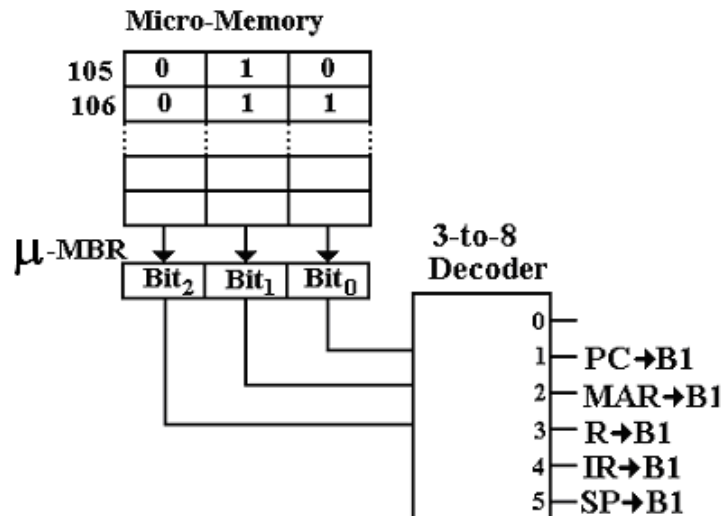 Micro-Memory
105 0 1 0
106 0 1 1
μ-MBR
Bit2 Bit1 Bit0
3-to-8
Decoder
0
1 PC→B1
2 MAR→B1
3 R→B1
4 IR→B1
5 SP→B1